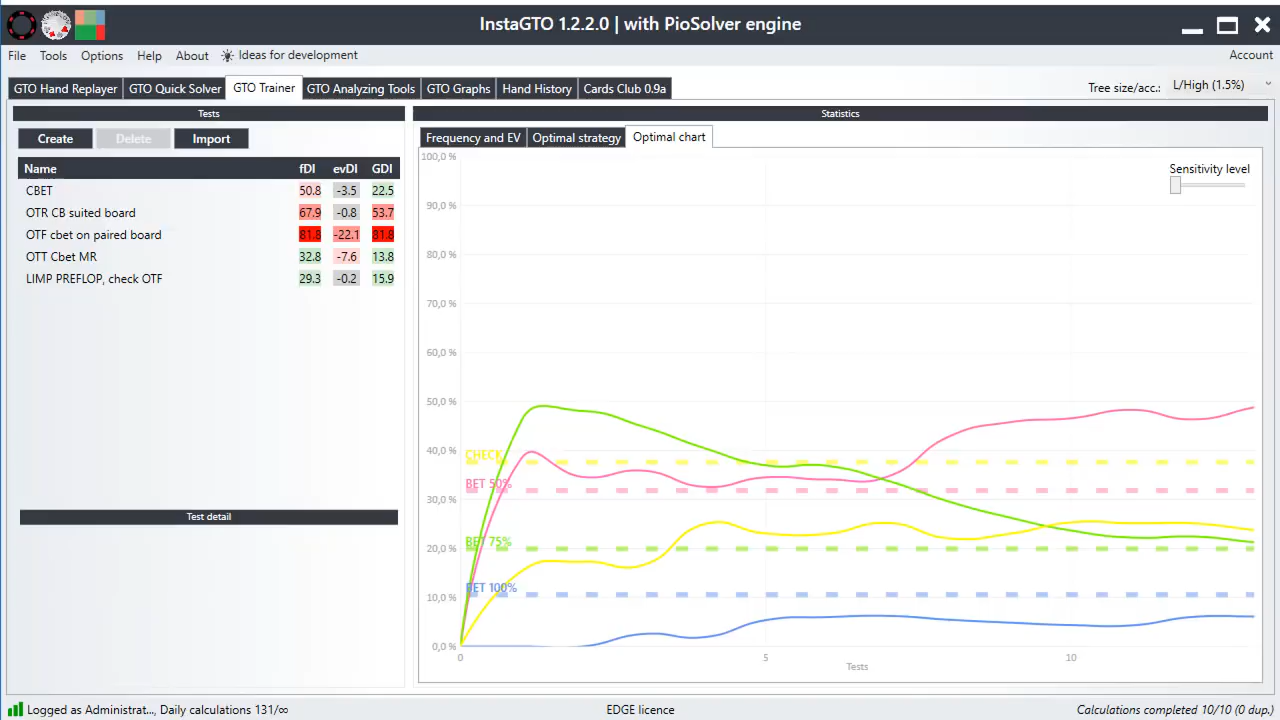 InstaGTO 1.2.2.0 | with PioSolver engine
File Tools Options Help About Ideas for development Account
GTO Hand Replayer GTO Quick Solver GTO Trainer GTO Analyzing Tools GTO Graphs Hand History Cards Club 0.9a Tree size/acc.: L/High (1.5%)
Tests
Create Delete Import
Name fDI evDI GDI
CBET 50.8 -3.5 22.5
OTR CB suited board 67.9 -0.8 53.7
OTF cbet on paired board 81.8 -22.1 81.8
OTT Cbet MR 32.8 -7.6 13.8
LIMP PREFLOP, check OTF 29.3 -0.2 15.9
Test detail
Statistics
Frequency and EV Optimal strategy Optimal chart
Sensitivity level
100,0 %
90,0 %
80,0 %
70,0 %
60,0 %
50,0 %
40,0 %
30,0 %
20,0 %
10,0 %
0,0 %
CHECK
BET 50%
BET 75%
BET 100%
0 5 10
Tests
Logged as Administrat..., Daily calculations 131/∞ EDGE licence Calculations completed 10/10 (0 dup.)